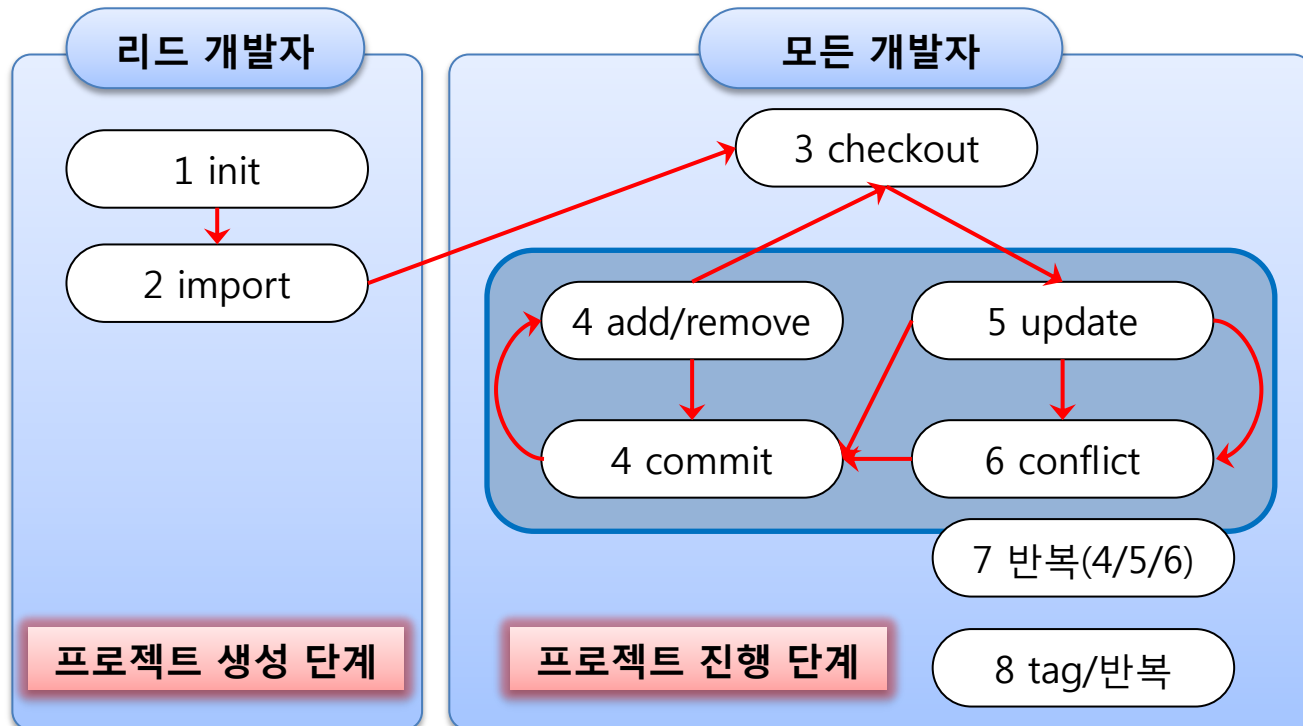 리드 개발자
1 init
2 import
프로젝트 생성 단계
모든 개발자
3 checkout
4 add/remove
5 update
4 commit
6 conflict
7 반복(4/5/6)
프로젝트 진행 단계
8 tag/반복